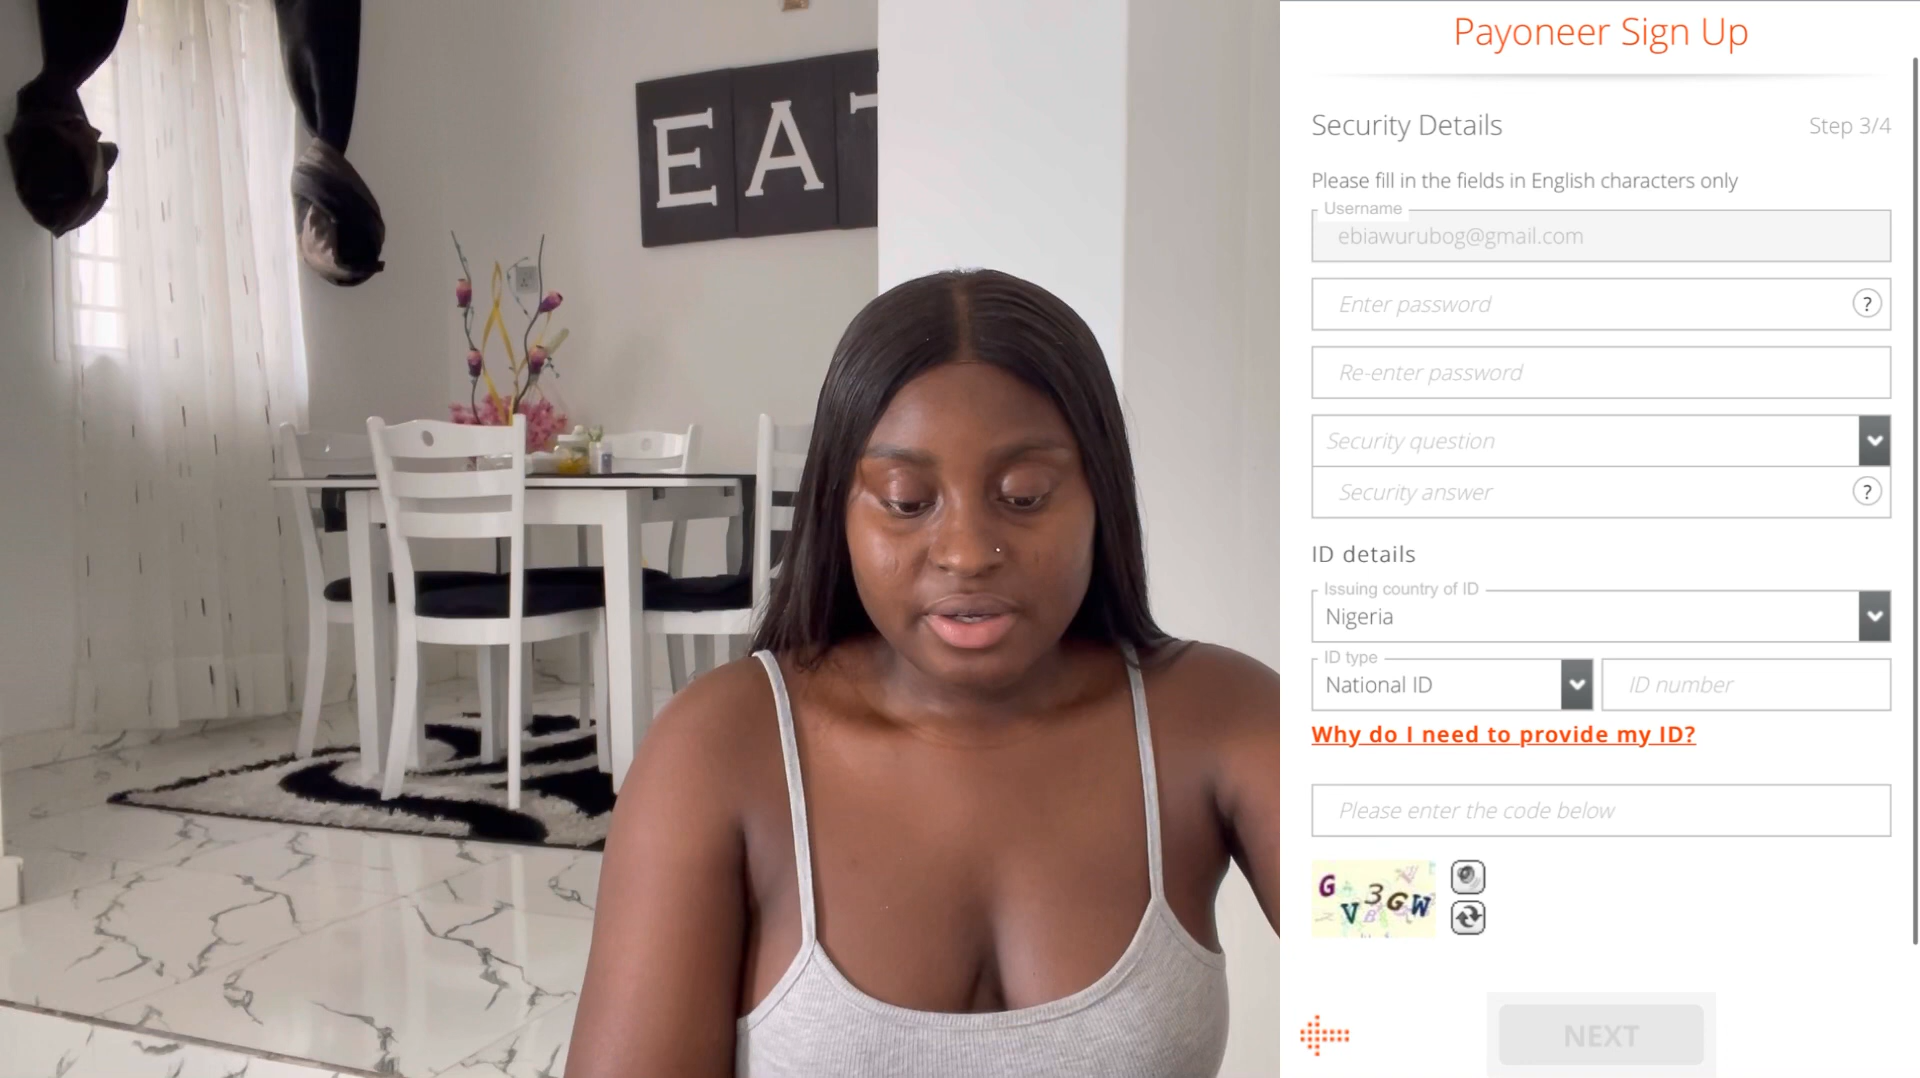 EAT
Payoneer Sign Up
Security Details
Step 3/4
Please fill in the fields in English characters only
Username
ebiawurubog@gmail.com
Enter password
?
Re-enter password
Security question
Security answer
?
ID details
Issuing country of ID
Nigeria
ID type
National ID
ID number
Why do I need to provide my ID?
Please enter the code below
GV3GW
NEXT